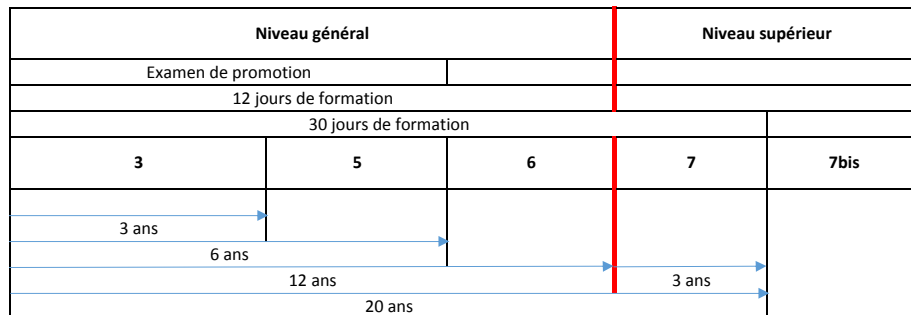 Niveau général Niveau supérieur
Examen de promotion
12 jours de formation
30 jours de formation
3 5 6 7 7bis
3 ans
6 ans
12 ans 3 ans
20 ans